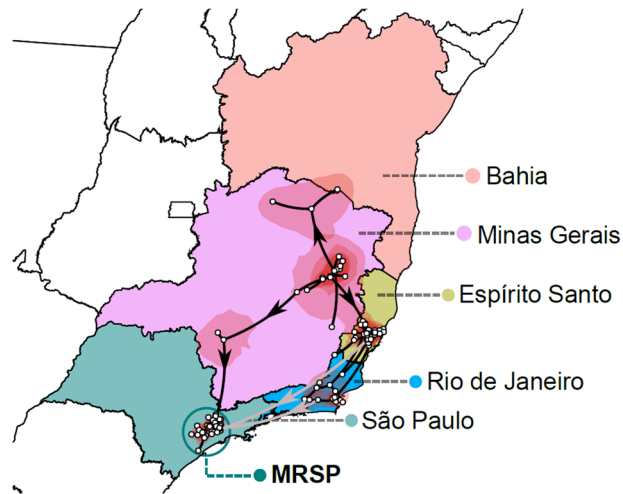 Bahia
Minas Gerais
Espírito Santo
Rio de Janeiro
São Paulo
MRSP